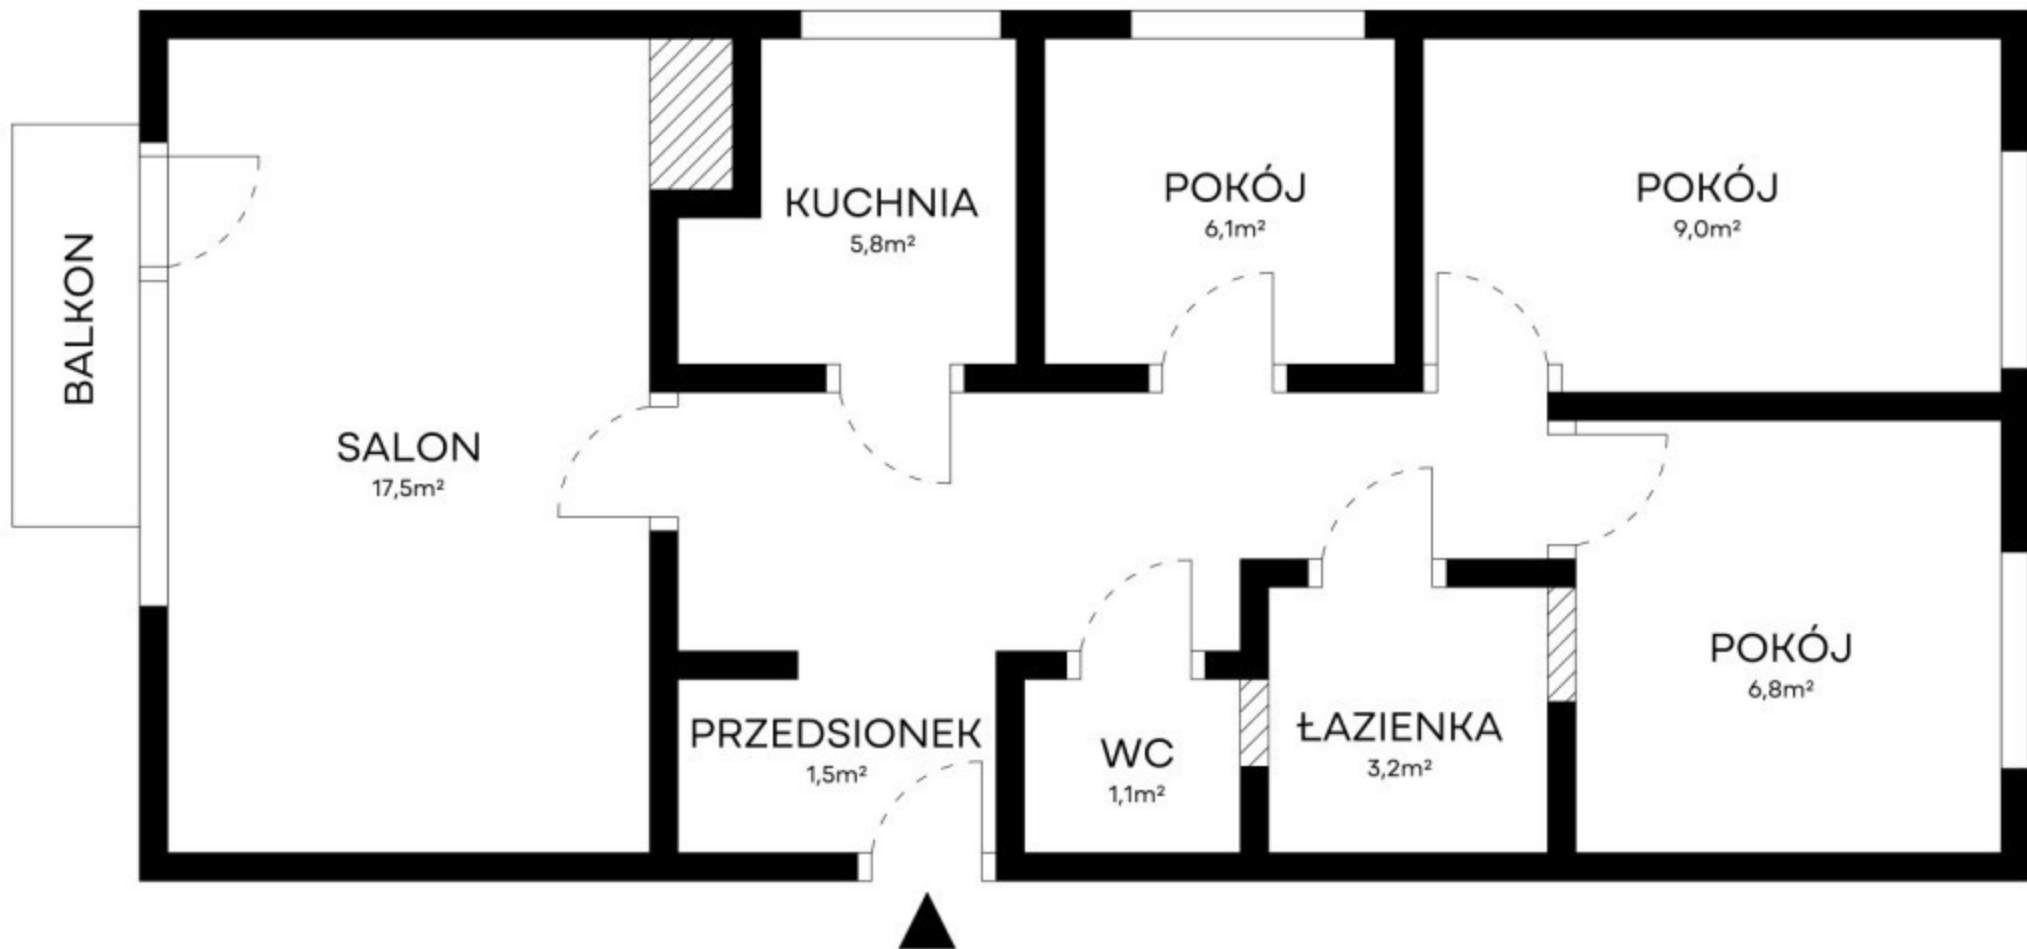 BALKON
SALON
17,5m²
KUCHNIA
5,8m²
POKÓJ
6,1m²
POKÓJ
9,0m²
PRZEDSIONEK
1,5m²
WC
1,1m²
ŁAZIENKA
3,2m²
POKÓJ
6,8m²